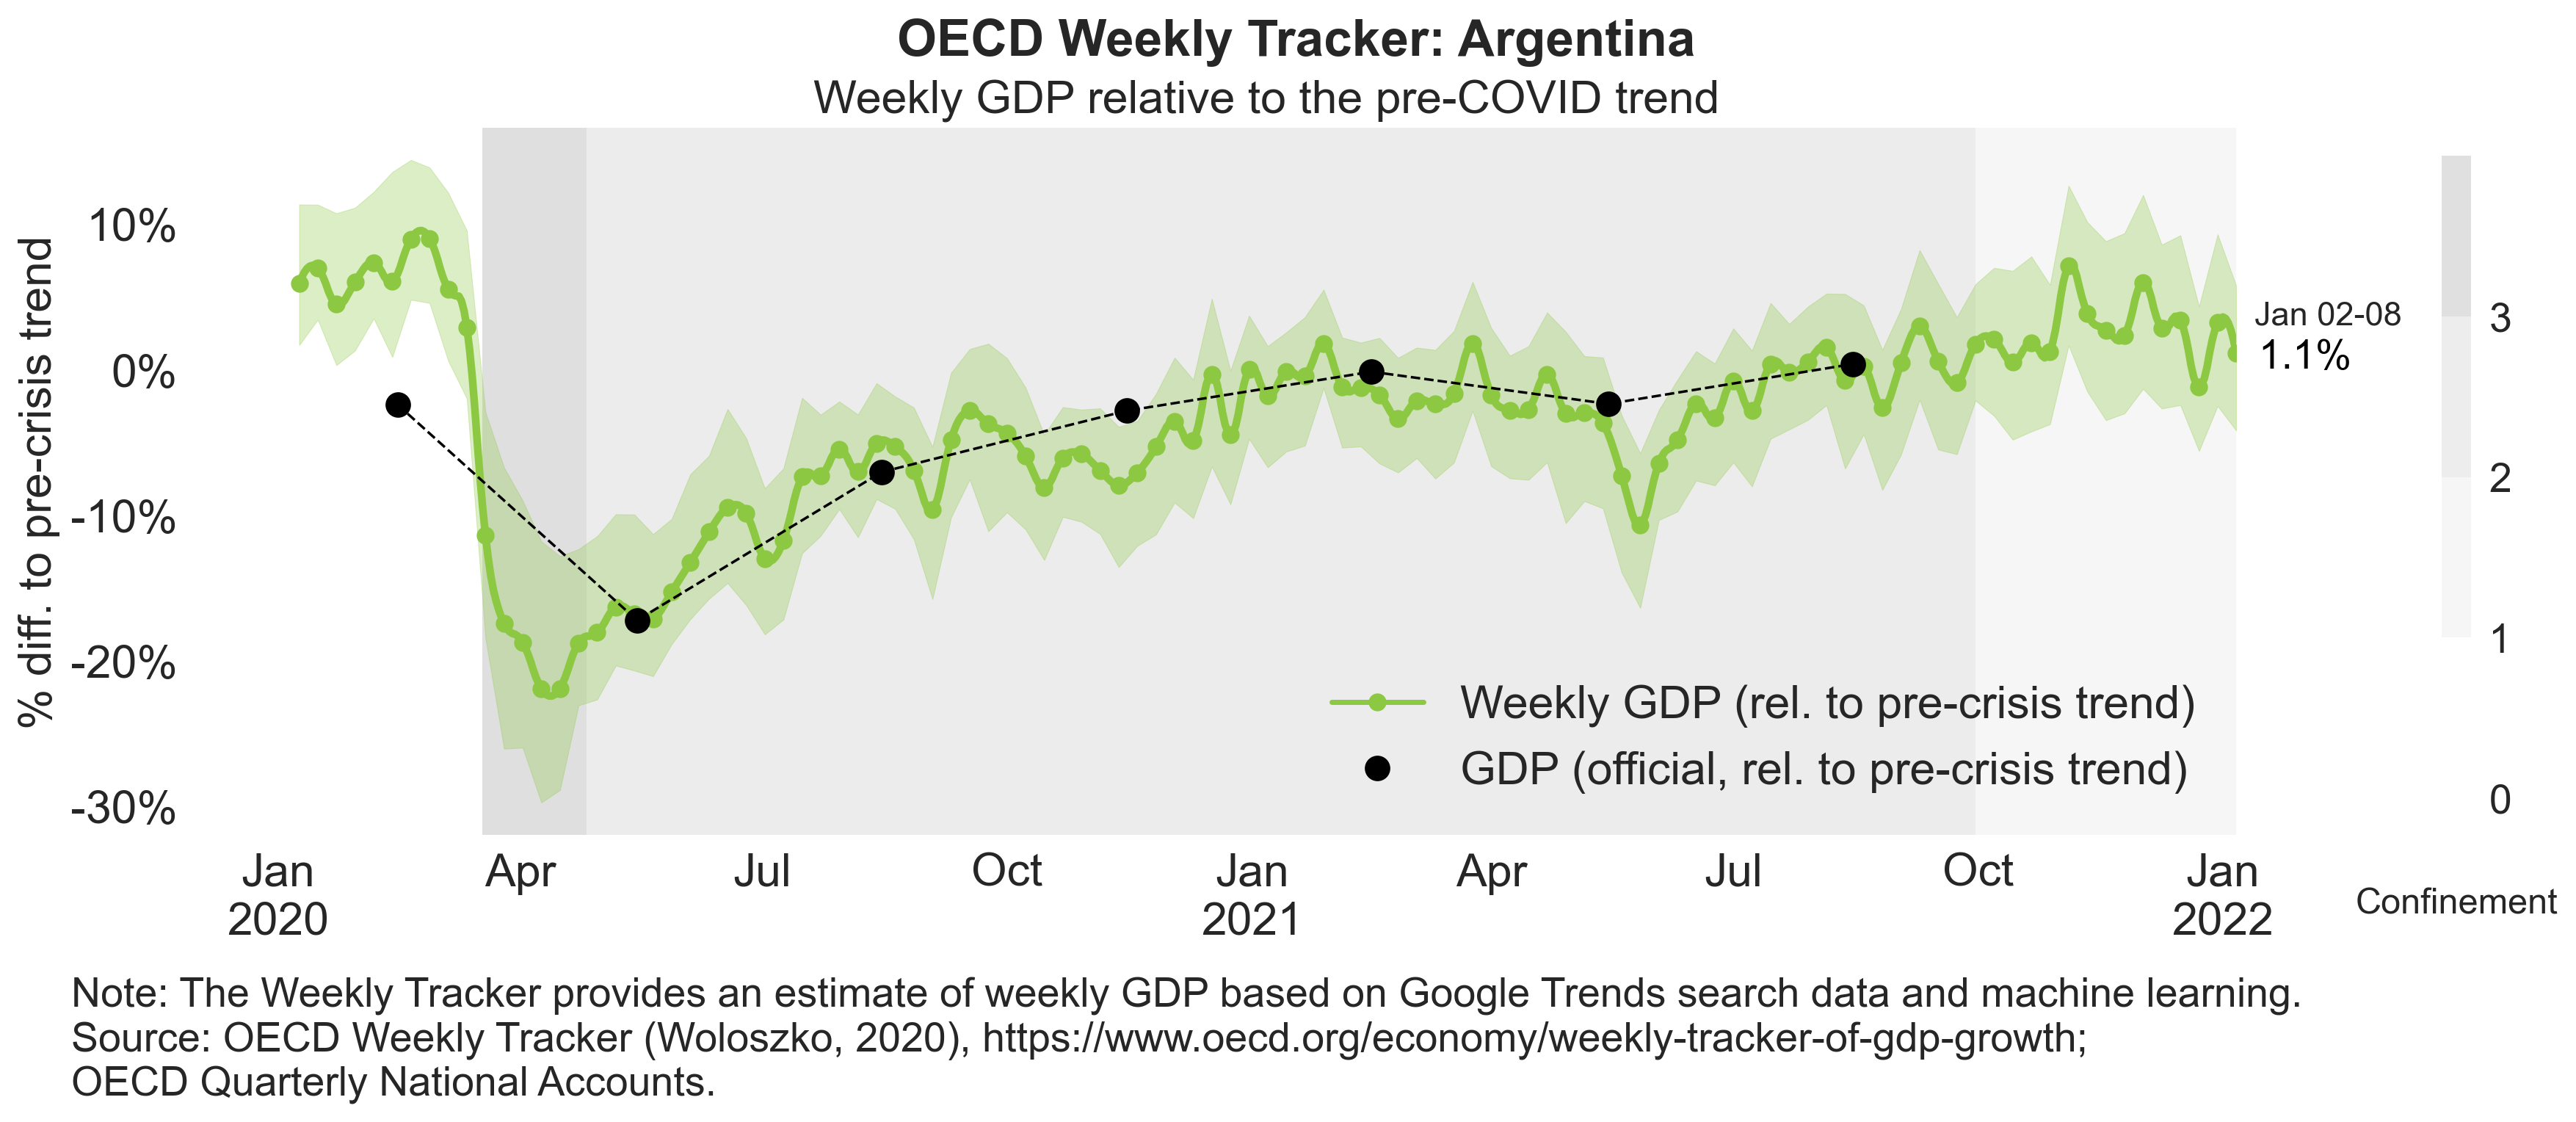 OECD Weekly Tracker: Argentina
Weekly GDP relative to the pre-COVID trend
% diff. to pre-crisis trend
10%
0%
-10%
-20%
-30%
Jan 02-08
1.1%
3
2
1
0
Confinement
Weekly GDP (rel. to pre-crisis trend)
GDP (official, rel. to pre-crisis trend)
Jan Apr Jul Oct Jan Apr Jul Oct Jan
2020 2021 2022
Note: The Weekly Tracker provides an estimate of weekly GDP based on Google Trends search data and machine learning.
Source: OECD Weekly Tracker (Woloszko, 2020), https://www.oecd.org/economy/weekly-tracker-of-gdp-growth;
OECD Quarterly National Accounts.